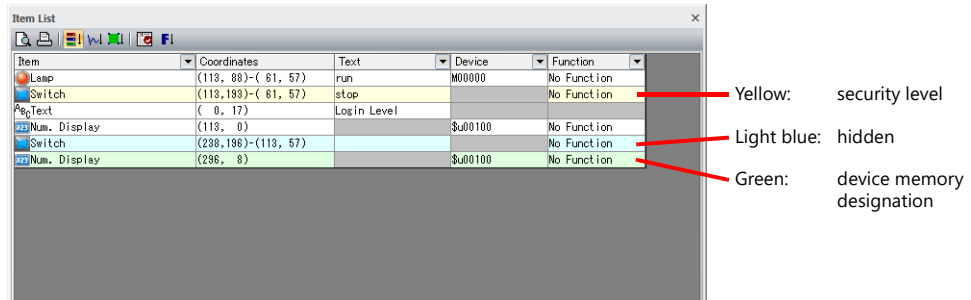 Item List
×
F
Item Coordinates Text Device Function
Lamp (113, 88)-( 61, 57) run M00000 No Function
Switch (113,193)-( 61, 57) stop No Function
ABC Text ( 0, 17) Login Level
123 Num. Display (113, 0) $u00100 No Function
Switch (238,196)-(113, 57) No Function
123 Num. Display (296, 8) $u00100 No Function
Yellow: security level
Light blue: hidden
Green: device memory
designation